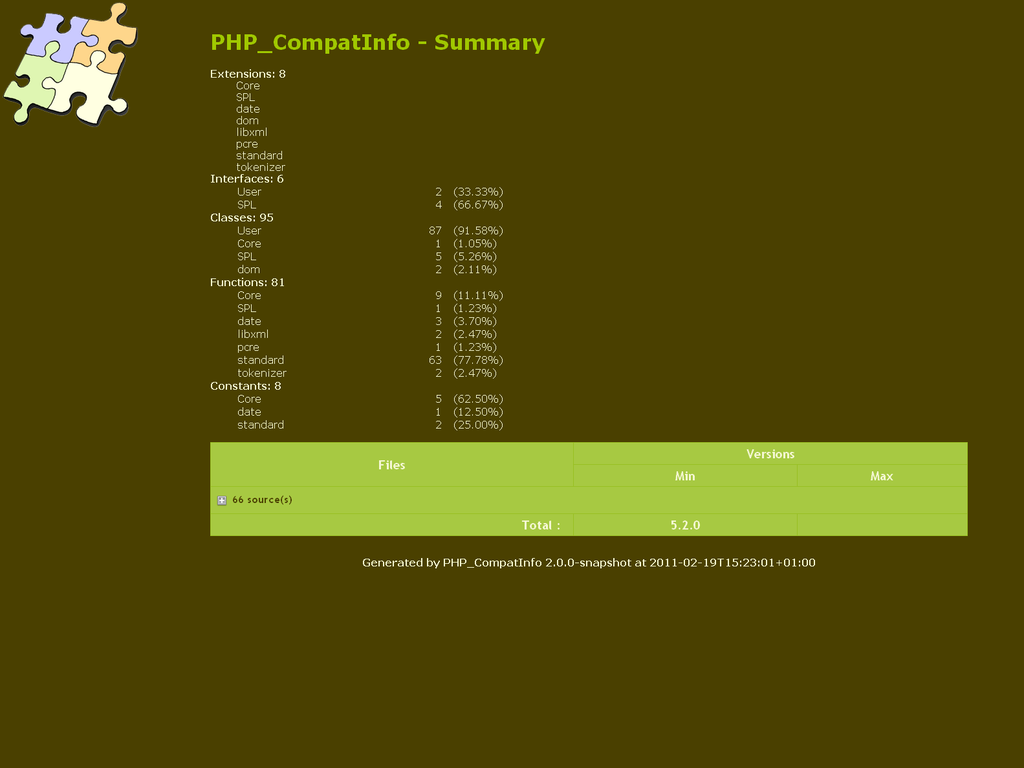 PHP_CompatInfo - Summary
Extensions: 8
Core
SPL
date
dom
libxml
pcre
standard
tokenizer
Interfaces: 6
User 2 (33.33%)
SPL 4 (66.67%)
Classes: 95
User 87 (91.58%)
Core 1 (1.05%)
SPL 5 (5.26%)
dom 2 (2.11%)
Functions: 81
Core 9 (11.11%)
SPL 1 (1.23%)
date 3 (3.70%)
libxml 2 (2.47%)
pcre 1 (1.23%)
standard 63 (77.78%)
tokenizer 2 (2.47%)
Constants: 8
Core 5 (62.50%)
date 1 (12.50%)
standard 2 (25.00%)
Files Versions
Min Max
66 source(s)
Total : 5.2.0
Generated by PHP_CompatInfo 2.0.0-snapshot at 2011-02-19T15:23:01+01:00